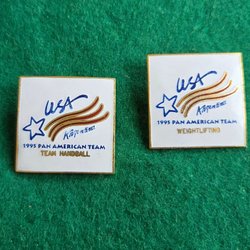 USA
1995 PAN AMERICAN TEAM
TEAM HANDBALL
USA
1995 PAN AMERICAN TEAM
WEIGHTLIFTING